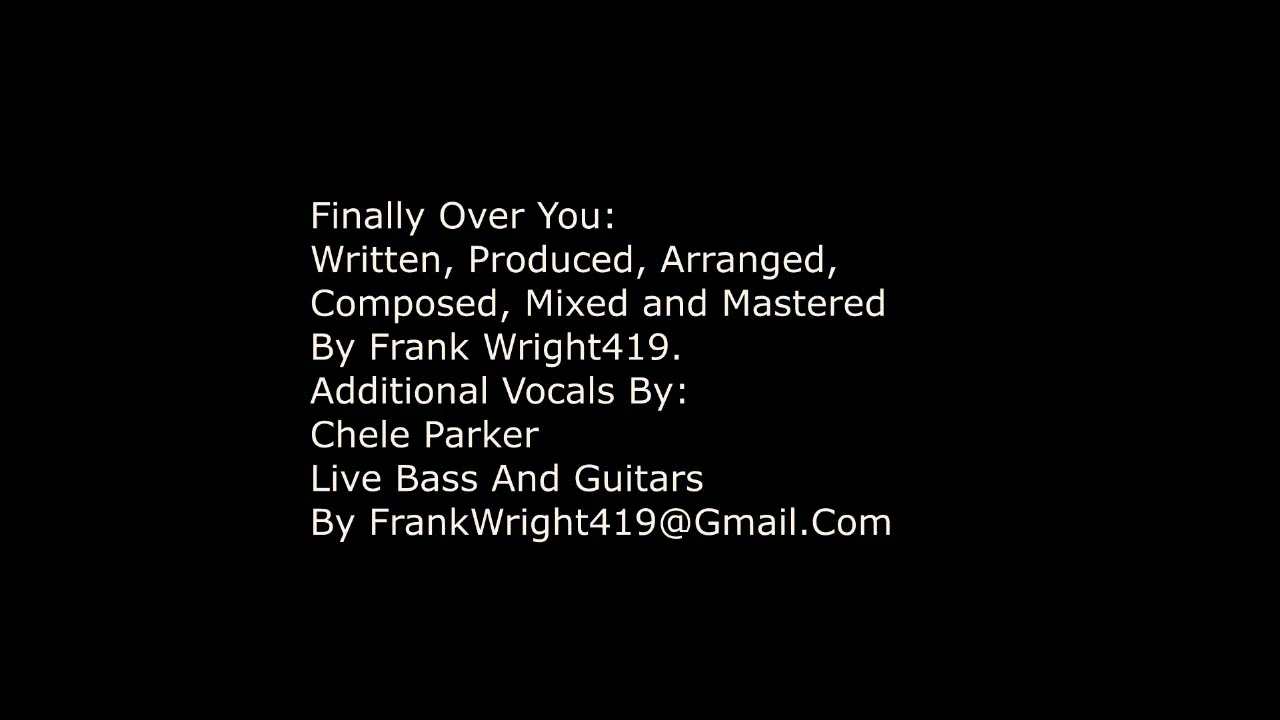 Finally Over You:
Written, Produced, Arranged,
Composed, Mixed and Mastered
By Frank Wright419.
Additional Vocals By:
Chele Parker
Live Bass And Guitars
By FrankWright419@Gmail.Com